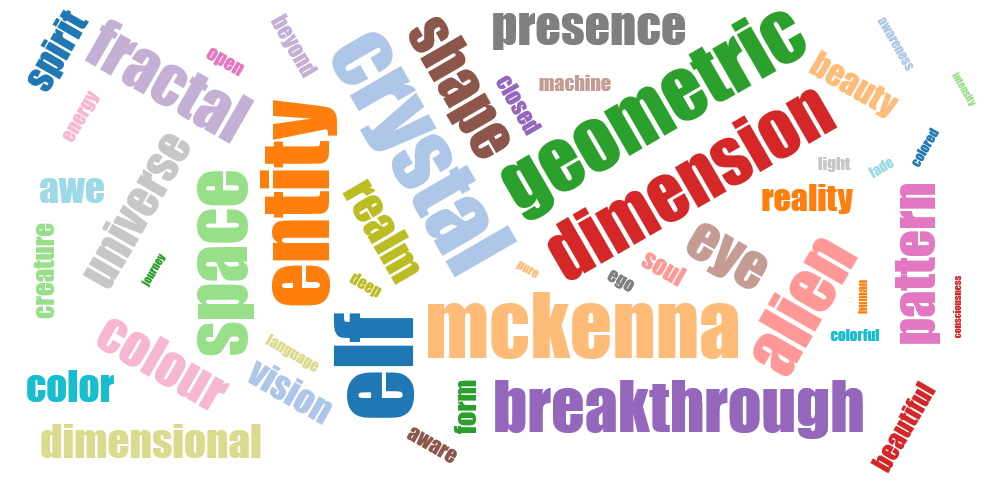 spirit
fractal
open
beyond
crystal
shape
presence
closed
machine
geometric
beauty
awareness
intensity
energy
universe
entity
dimension
light
fade
colored
awe
space
realm
reality
pattern
creature
journey
deep
pure
ego
soul
eye
alien
human
consciousness
colour
language
elf
mckenna
colorful
color
vision
form
breakthrough
beautiful
dimensional
aware